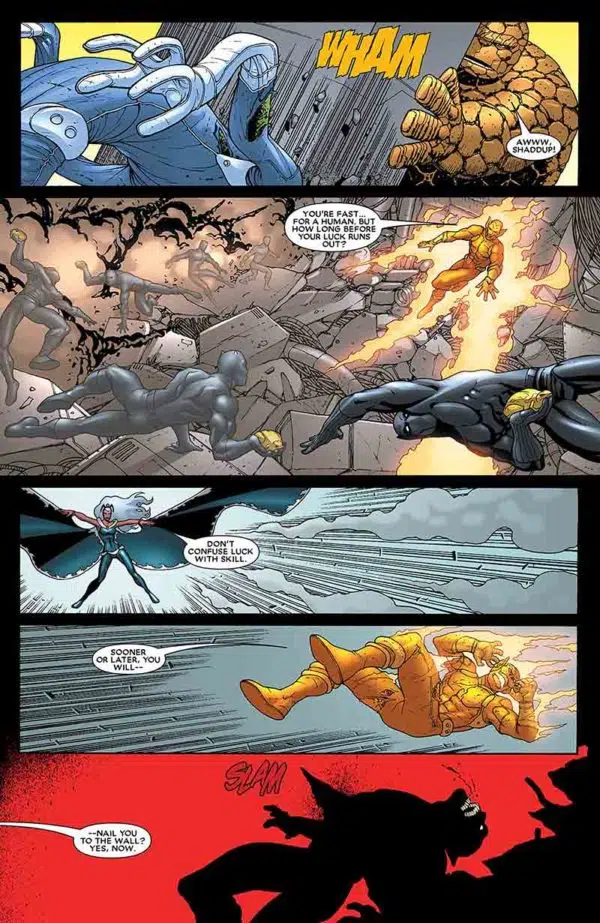 WHAM
AWWW,
SHADDUP!
YOU'RE FAST...
FOR A HUMAN. BUT
HOW LONG BEFORE
YOUR LUCK RUNS
OUT?
DON'T
CONFUSE LUCK
WITH SKILL.
SOONER
OR LATER, YOU
WILL--
SLAM
--NAIL YOU
TO THE WALL?
YES, NOW.